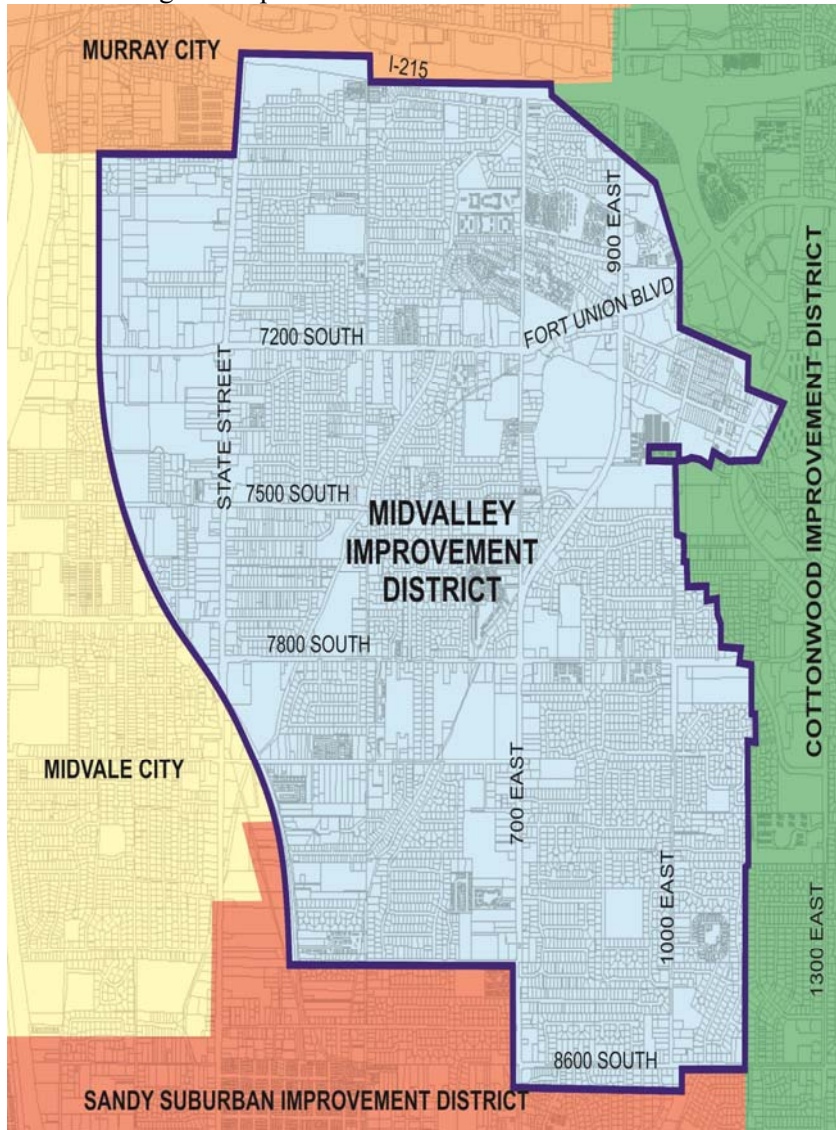 MURRAY CITY
I-215
900 EAST
FORT UNION BLVD
7200 SOUTH
STATE STREET
COTTONWOOD IMPROVEMENT DISTRICT
7500 SOUTH
MIDVALLEY
IMPROVEMENT
DISTRICT
7800 SOUTH
MIDVALE CITY
700 EAST
1000 EAST
1300 EAST
8600 SOUTH
SANDY SUBURBAN IMPROVEMENT DISTRICT